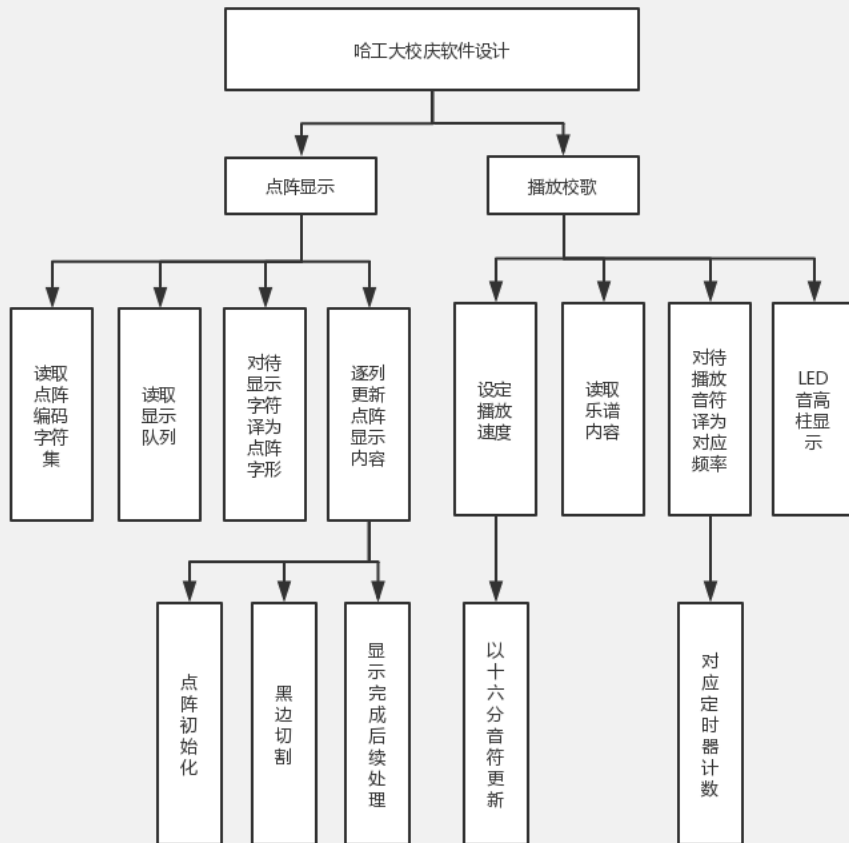 哈工大校庆软件设计
点阵显示
播放校歌
读取
点阵
编码
字符
集
读取
显示
队列
对待
显示
字符
译为
点阵
字形
逐列
更新
点阵
显示
内容
设定
播放
速度
读取
乐谱
内容
对待
播放
音符
译为
对应
频率
LED
音高
柱显
示
点
阵
初
始
化
黑
边
切
割
显
示
完
成
后
续
处
理
以
十
六
分
音
符
更
新
对
应
定
时
器
计
数